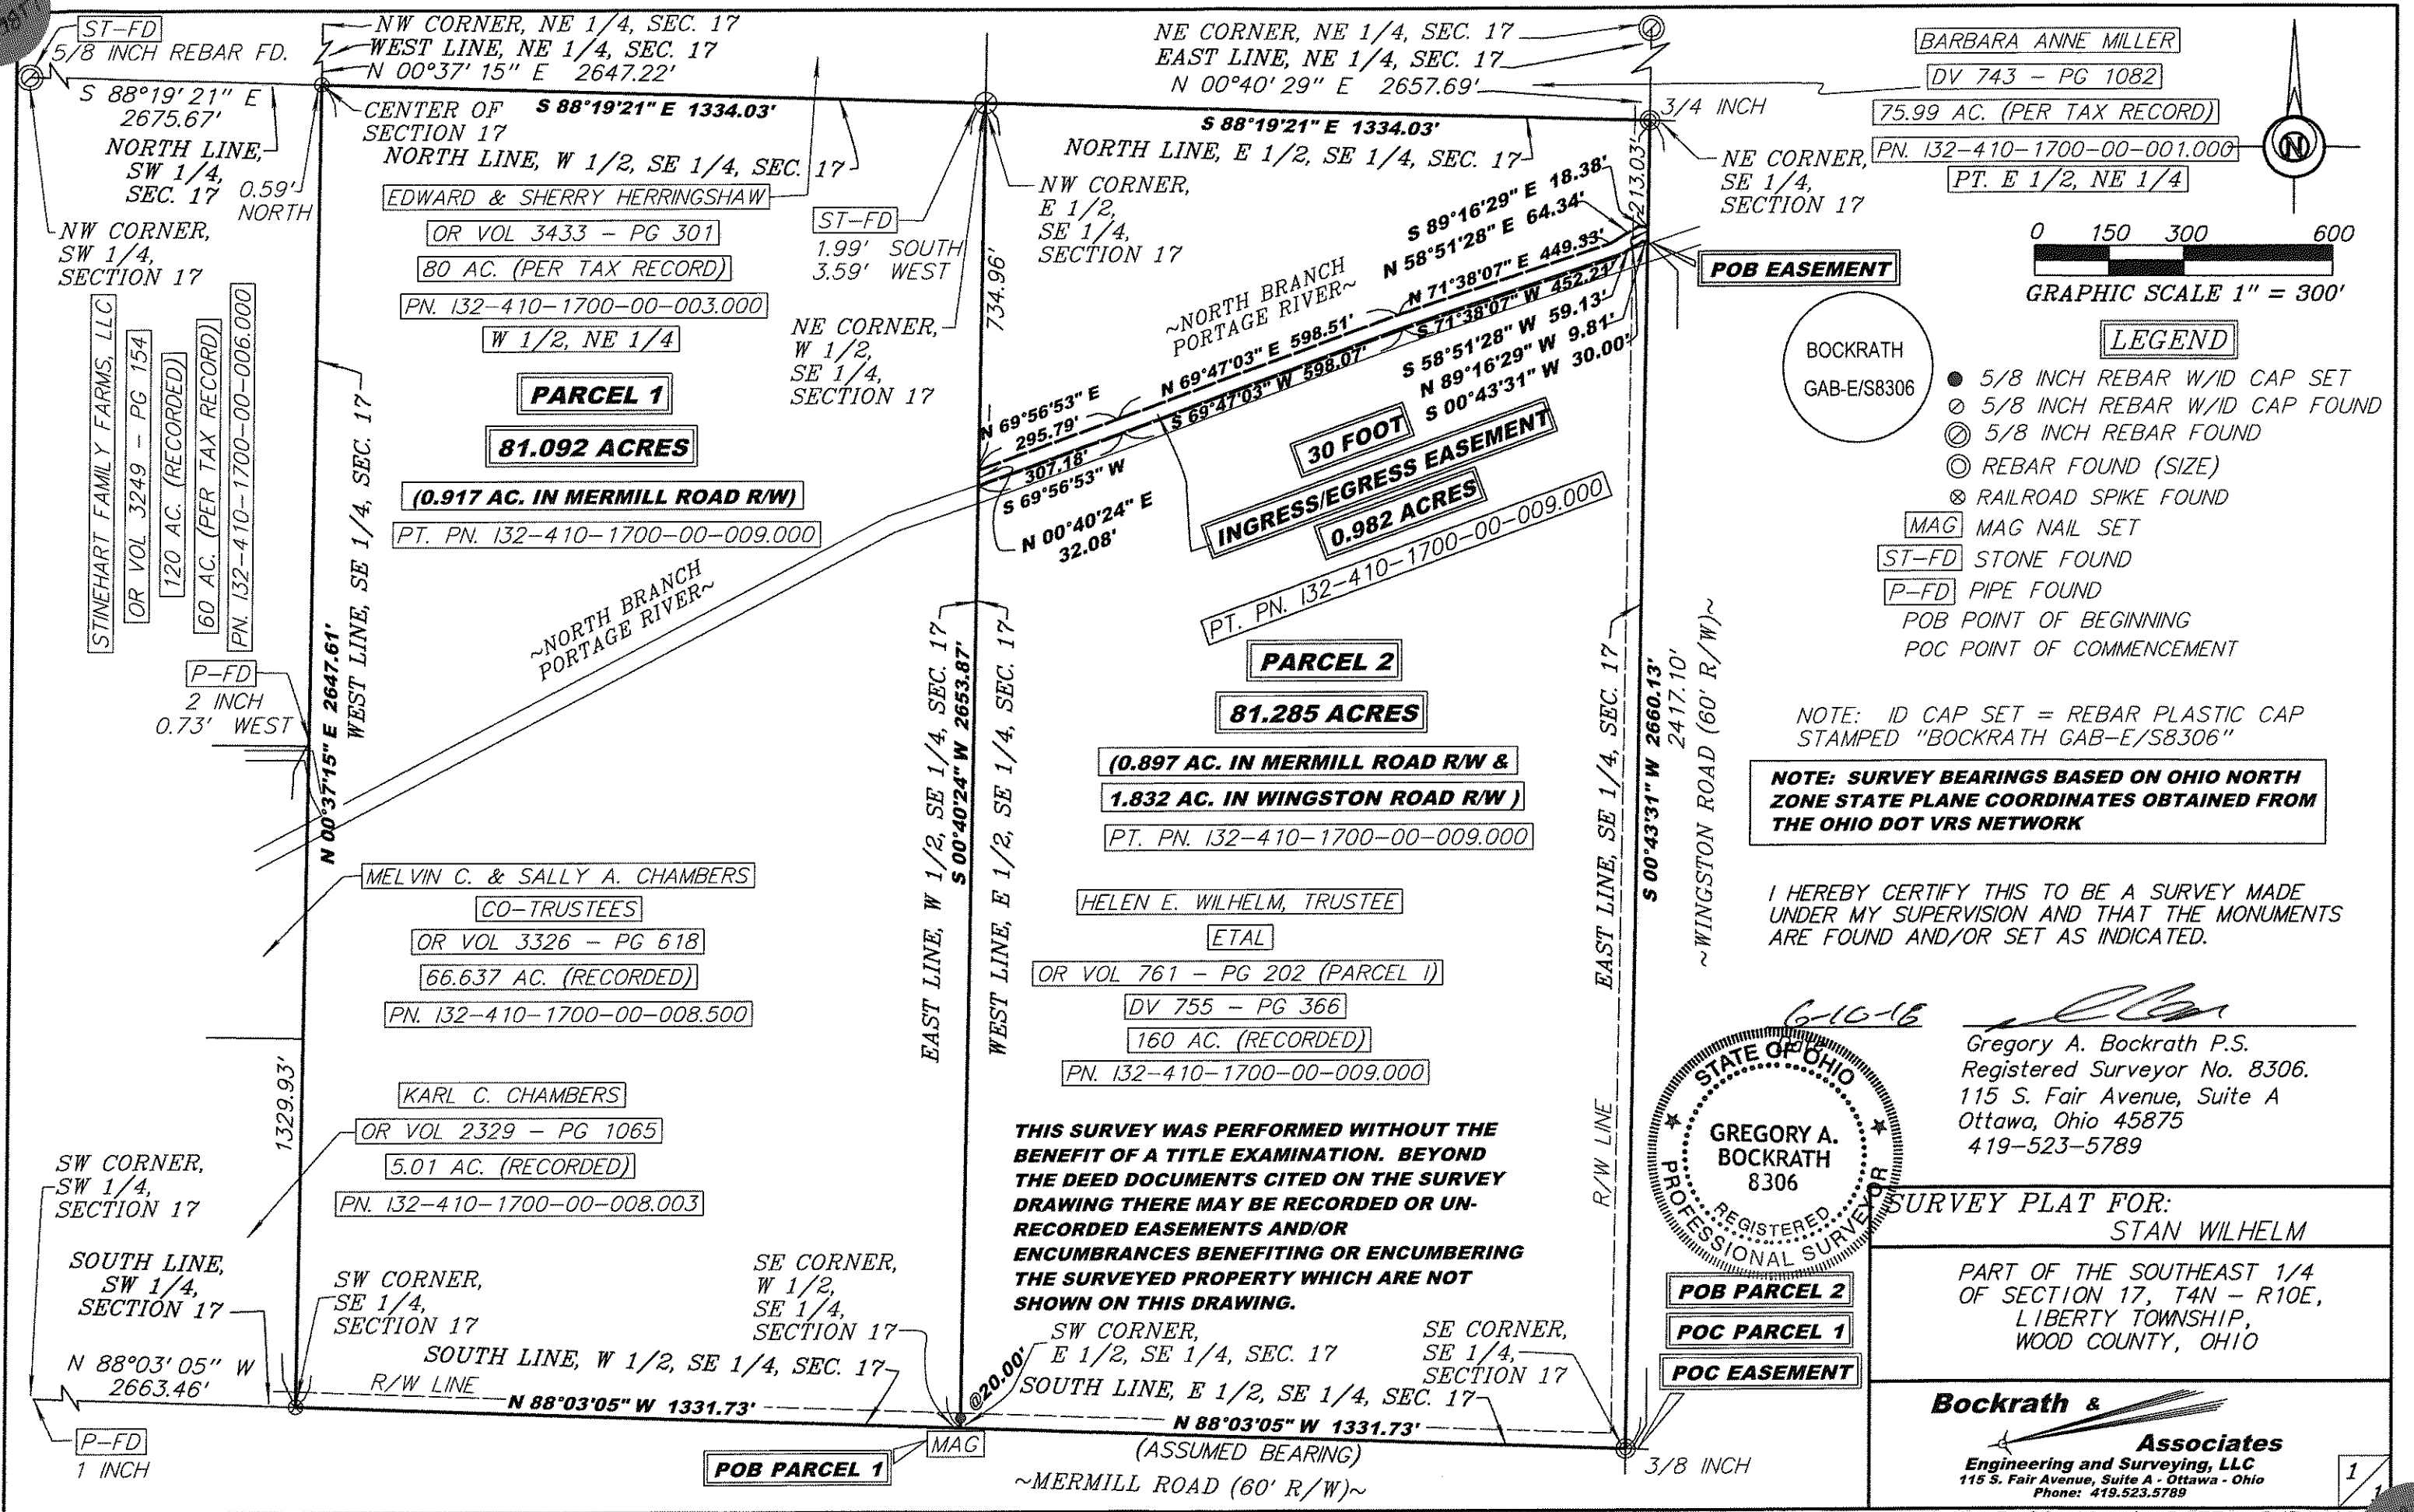 ST-FD
5/8 INCH REBAR FD.
NW CORNER, NE 1/4, SEC. 17
WEST LINE, NE 1/4, SEC. 17
N 00°37' 15" E 2647.22'
S 88°19'21" E
2675.67'
NORTH LINE,
SW 1/4,
SEC. 17
0.59'
NORTH
NW CORNER,
SW 1/4,
SECTION 17
CENTER OF
SECTION 17
S 88°19'21" E 1334.03'
NORTH LINE, W 1/2, SE 1/4, SEC. 17
EDWARD & SHERRY HERRINGSHAW
OR VOL 3433 - PG 301
80 AC. (PER TAX RECORD)
PN. I32-410-1700-00-003.000
W 1/2, NE 1/4
PARCEL 1
81.092 ACRES
(0.917 AC. IN MERMILL ROAD R/W)
PT. PN. I32-410-1700-00-009.000
STINEHART FAMILY FARMS, LLC
OR VOL 3249 - PG 154
120 AC. (RECORDED)
60 AC. (PER TAX RECORD)
PN. I32-410-1700-00-006.000
WEST LINE, SE 1/4, SEC. 17
N 00°37'15" E 2647.61'
P-FD
2 INCH
0.73' WEST
~NORTH BRANCH
PORTAGE RIVER~
MELVIN C. & SALLY A. CHAMBERS
CO-TRUSTEES
OR VOL 3326 - PG 618
66.637 AC. (RECORDED)
PN. I32-410-1700-00-008.500
KARL C. CHAMBERS
OR VOL 2329 - PG 1065
5.01 AC. (RECORDED)
PN. I32-410-1700-00-008.003
1329.93'
SW CORNER,
SW 1/4,
SECTION 17
SOUTH LINE,
SW 1/4,
SECTION 17
N 88°03'05" W
2663.46'
P-FD
1 INCH
SW CORNER,
SE 1/4,
SECTION 17
SOUTH LINE, W 1/2, SE 1/4, SEC. 17
R/W LINE
N 88°03'05" W 1331.73'
SE CORNER,
W 1/2,
SE 1/4,
SECTION 17
POB PARCEL 1
MAG
@20.00'
NE CORNER, NE 1/4, SEC. 17
EAST LINE, NE 1/4, SEC. 17
N 00°40'29" E 2657.69'
3/4 INCH
S 88°19'21" E 1334.03'
NORTH LINE, E 1/2, SE 1/4, SEC. 17
NW CORNER,
E 1/2,
SE 1/4,
SECTION 17
ST-FD
1.99' SOUTH
3.59' WEST
734.96'
NE CORNER,
W 1/2,
SE 1/4,
SECTION 17
NE CORNER,
SE 1/4,
SECTION 17
213.03'
S 89°16'29" E 18.38'
N 58°51'28" E 64.34'
N 71°38'07" E 449.33'
S 71°38'07" W 452.21'
~NORTH BRANCH
PORTAGE RIVER~
N 69°47'03" E 598.51'
S 69°47'03" W 598.07'
S 58°51'28" W 59.13'
N 89°16'29" W 9.81'
S 00°43'31" W 30.00'
N 69°56'53" E
295.79'
307.18'
S 69°56'53" W
N 00°40'24" E
32.08'
POB EASEMENT
30 FOOT
INGRESS/EGRESS EASEMENT
0.982 ACRES
PT. PN. I32-410-1700-00-009.000
PARCEL 2
81.285 ACRES
(0.897 AC. IN MERMILL ROAD R/W &
1.832 AC. IN WINGSTON ROAD R/W )
PT. PN. I32-410-1700-00-009.000
HELEN E. WILHELM, TRUSTEE
ETAL
OR VOL 761 - PG 202 (PARCEL I)
DV 755 - PG 366
160 AC. (RECORDED)
PN. I32-410-1700-00-009.000
EAST LINE, W 1/2, SE 1/4, SEC. 17
S 00°40'24" W 2653.87'
WEST LINE, E 1/2, SE 1/4, SEC. 17
EAST LINE, SE 1/4, SEC. 17
R/W LINE
S 00°43'31" W 2660.13'
2417.10'
~WINGSTON ROAD (60' R/W)~
THIS SURVEY WAS PERFORMED WITHOUT THE
BENEFIT OF A TITLE EXAMINATION. BEYOND
THE DEED DOCUMENTS CITED ON THE SURVEY
DRAWING THERE MAY BE RECORDED OR UN-
RECORDED EASEMENTS AND/OR
ENCUMBRANCES BENEFITING OR ENCUMBERING
THE SURVEYED PROPERTY WHICH ARE NOT
SHOWN ON THIS DRAWING.
SW CORNER,
E 1/2, SE 1/4, SEC. 17
SOUTH LINE, E 1/2, SE 1/4, SEC. 17
SE CORNER,
SE 1/4,
SECTION 17
N 88°03'05" W 1331.73'
(ASSUMED BEARING)
~MERMILL ROAD (60' R/W)~
3/8 INCH
POB PARCEL 2
POC PARCEL 1
POC EASEMENT
BARBARA ANNE MILLER
DV 743 - PG 1082
75.99 AC. (PER TAX RECORD)
PN. I32-410-1700-00-001.000
PT. E 1/2, NE 1/4
N
0 150 300 600
GRAPHIC SCALE 1" = 300'
BOCKRATH
GAB-E/S8306
LEGEND
5/8 INCH REBAR W/ID CAP SET
5/8 INCH REBAR W/ID CAP FOUND
5/8 INCH REBAR FOUND
REBAR FOUND (SIZE)
RAILROAD SPIKE FOUND
MAG MAG NAIL SET
ST-FD STONE FOUND
P-FD PIPE FOUND
POB POINT OF BEGINNING
POC POINT OF COMMENCEMENT
NOTE: ID CAP SET = REBAR PLASTIC CAP
STAMPED "BOCKRATH GAB-E/S8306"
NOTE: SURVEY BEARINGS BASED ON OHIO NORTH
ZONE STATE PLANE COORDINATES OBTAINED FROM
THE OHIO DOT VRS NETWORK
I HEREBY CERTIFY THIS TO BE A SURVEY MADE
UNDER MY SUPERVISION AND THAT THE MONUMENTS
ARE FOUND AND/OR SET AS INDICATED.
6-10-16
Date
Gregory A. Bockrath P.S.
Registered Surveyor No. 8306.
115 S. Fair Avenue, Suite A
Ottawa, Ohio 45875
419-523-5789
STATE OF OHIO
GREGORY A.
BOCKRATH
8306
REGISTERED
PROFESSIONAL SURVEYOR
SURVEY PLAT FOR:
STAN WILHELM
PART OF THE SOUTHEAST 1/4
OF SECTION 17, T4N - R10E,
LIBERTY TOWNSHIP,
WOOD COUNTY, OHIO
Bockrath &
Associates
Engineering and Surveying, LLC
115 S. Fair Avenue, Suite A - Ottawa - Ohio
Phone: 419.523.5789
1/1